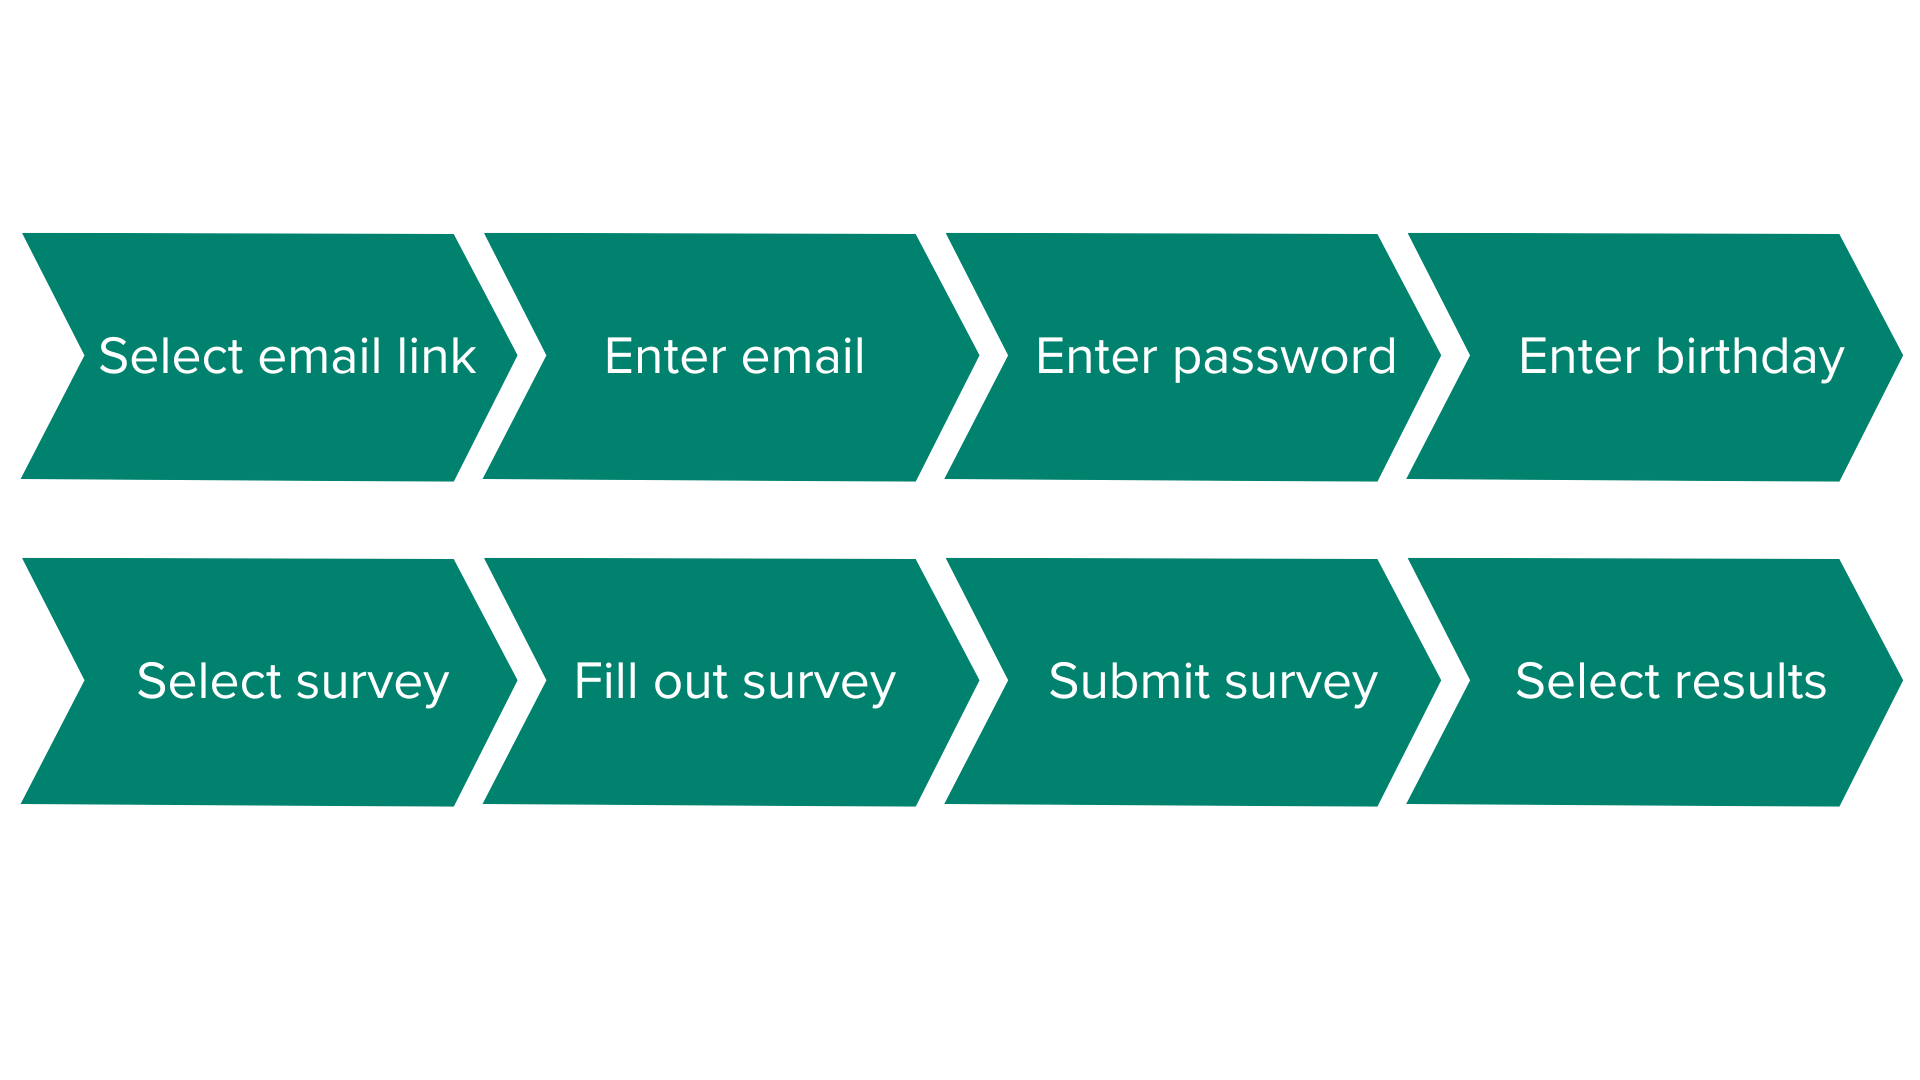 Select email link
Enter email
Enter password
Enter birthday
Select survey
Fill out survey
Submit survey
Select results